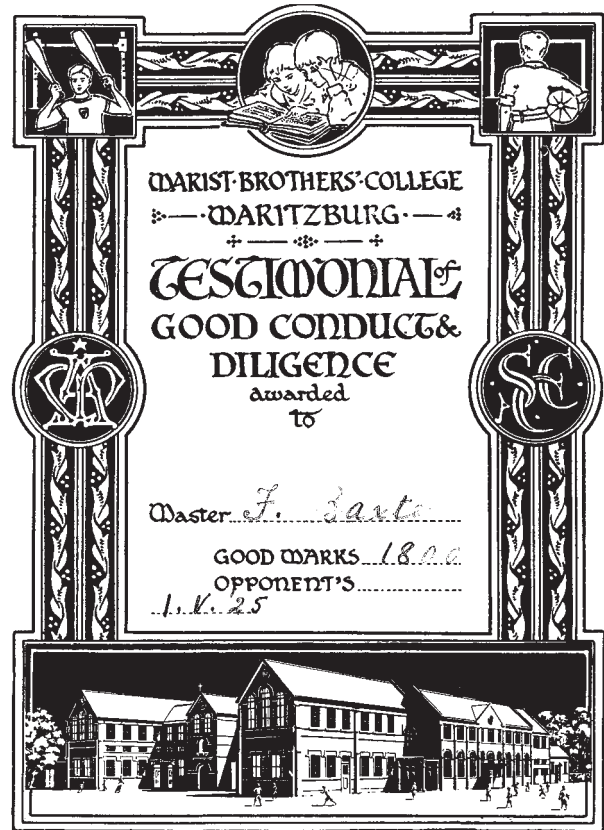 MARIST·BROTHERS'·COLLEGE
MARITZBURG·
TESTIMONIAL of
GOOD CONDUCT &
DILIGENCE
awarded
to
Master F.
GOOD MARKS 1800
OPPONENT'S
1. V. 25